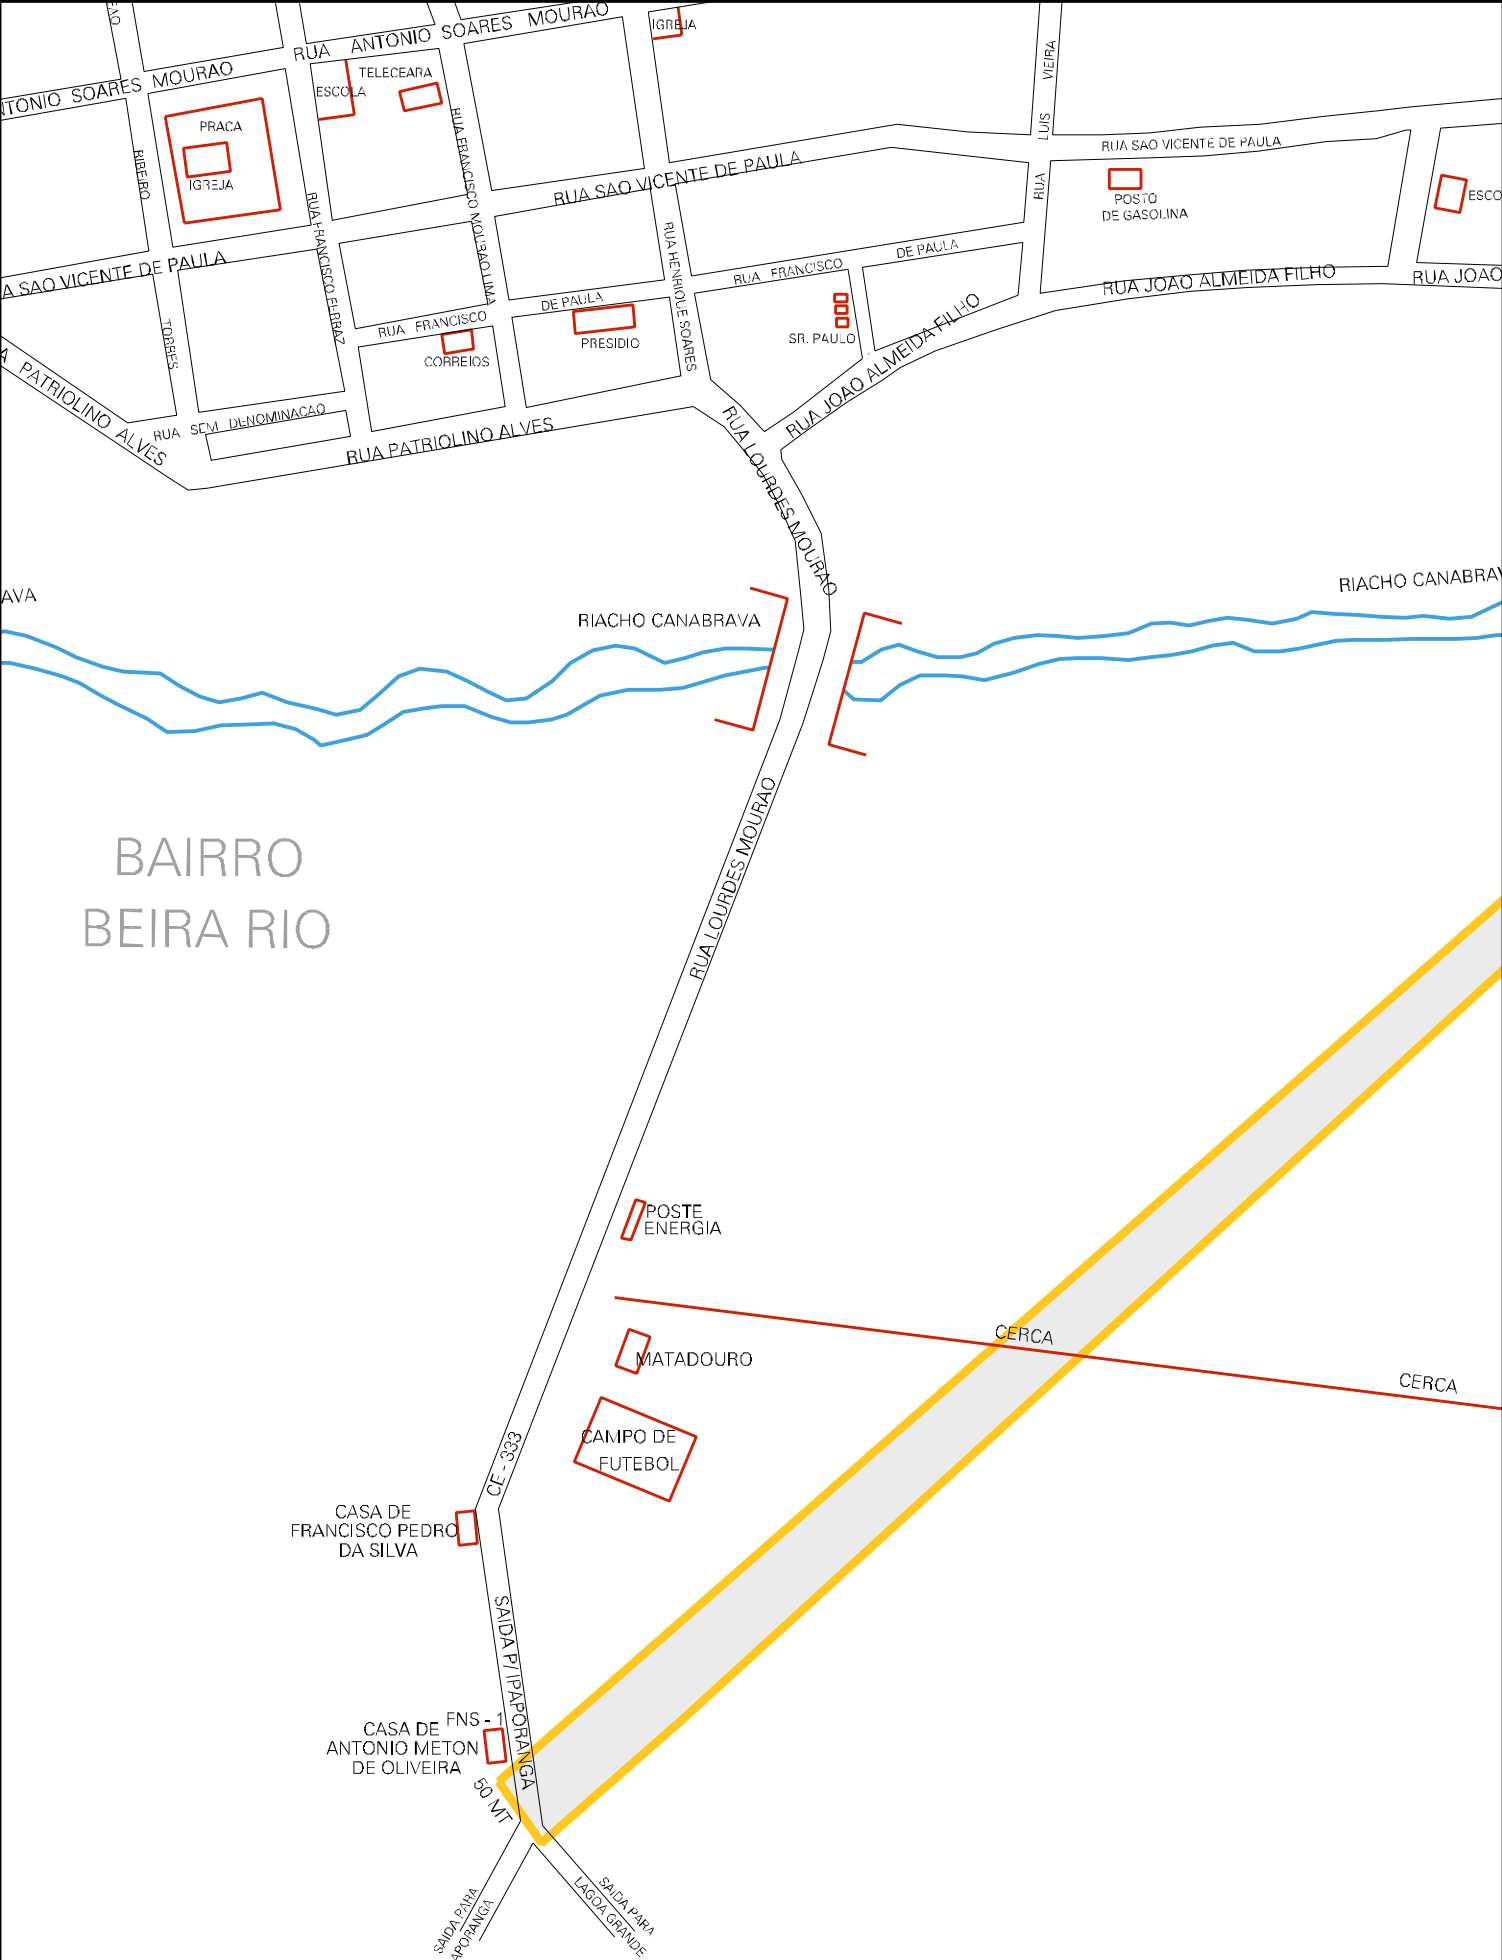 RUA ANTONIO SOARES MOURAO
IGREJA
TONIO SOARES MOURAO
TELECEARA
ESCOLA
PRACA
IGREJA
RIBEIRO
RUA FRANCISCO FERRAZ
RUA FRANCISCO MOURAO LIMA
LUIS VIEIRA
RUA
RUA SAO VICENTE DE PAULA
RUA SAO VICENTE DE PAULA
POSTO
DE GASOLINA
ESCO
A SAO VICENTE DE PAULA
RUA HENRIQUE SOARES
RUA FRANCISCO DE PAULA
RUA JOAO ALMEIDA FILHO
RUA JOAO
TORRES
RUA FRANCISCO DE PAULA
CORREIOS
PRESIDIO
SR. PAULO
RUA JOAO ALMEIDA FILHO
A PATRIOLINO ALVES
RUA SEM DENOMINACAO
RUA PATRIOLINO ALVES
RUA LOURDES MOURAO
AVA
RIACHO CANABRAVA
RIACHO CANABRAV
BAIRRO
BEIRA RIO
RUA LOURDES MOURAO
POSTE
ENERGIA
CERCA
MATADOURO
CERCA
CAMPO DE
FUTEBOL
CE - 333
CASA DE
FRANCISCO PEDRO
DA SILVA
SAIDA P/ IPAPORANGA
FNS - 1
CASA DE
ANTONIO METON
DE OLIVEIRA
50 MT
SAIDA PARA
APORANGA
SAIDA PARA
LAGOA GRANDE